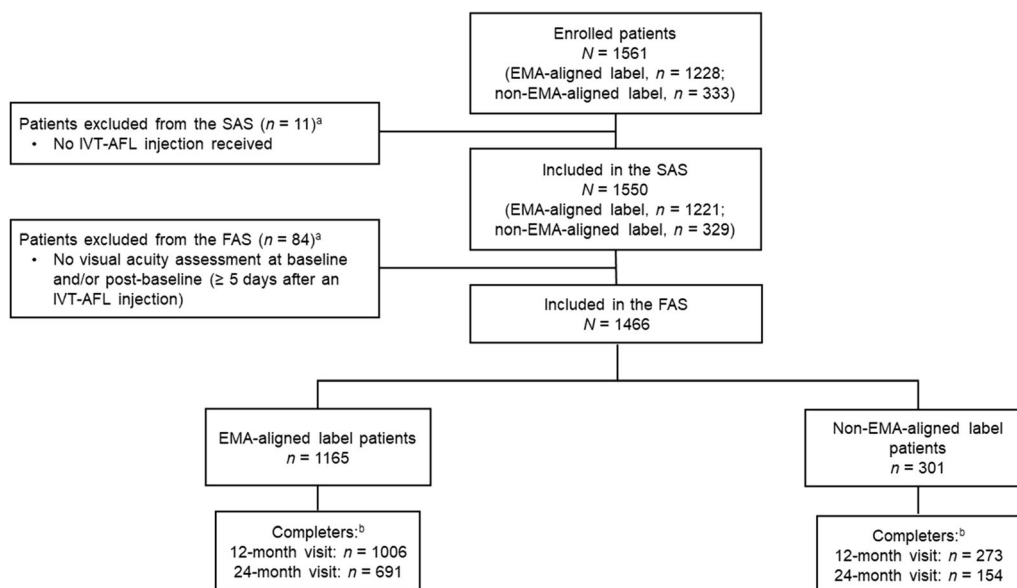 Enrolled patients
N = 1561
(EMA-aligned label, n = 1228;
non-EMA-aligned label, n = 333)
Patients excluded from the SAS (n = 11)ᵃ
• No IVT-AFL injection received
Included in the SAS
N = 1550
(EMA-aligned label, n = 1221;
non-EMA-aligned label, n = 329)
Patients excluded from the FAS (n = 84)ᵃ
• No visual acuity assessment at baseline
and/or post-baseline (≥ 5 days after an
IVT-AFL injection)
Included in the FAS
N = 1466
EMA-aligned label patients
n = 1165
Non-EMA-aligned label
patients
n = 301
Completers:ᵇ
12-month visit: n = 1006
24-month visit: n = 691
Completers:ᵇ
12-month visit: n = 273
24-month visit: n = 154